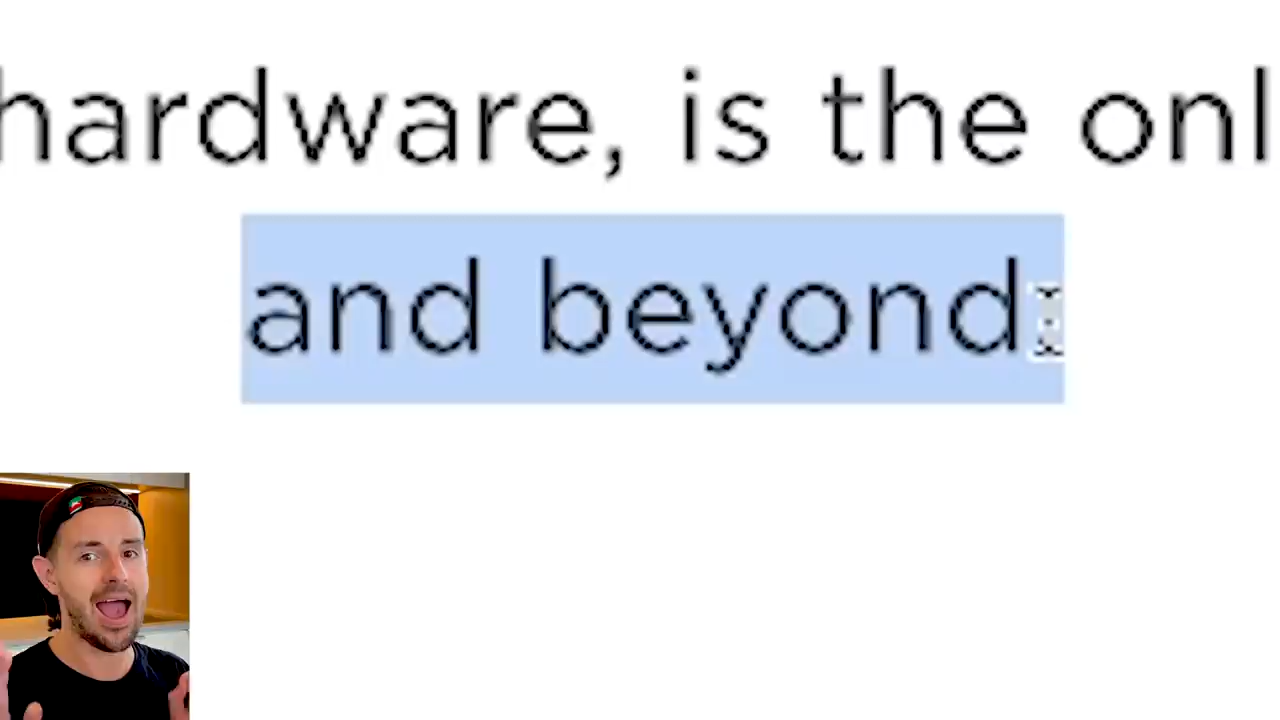 hardware, is the onl
and beyond.